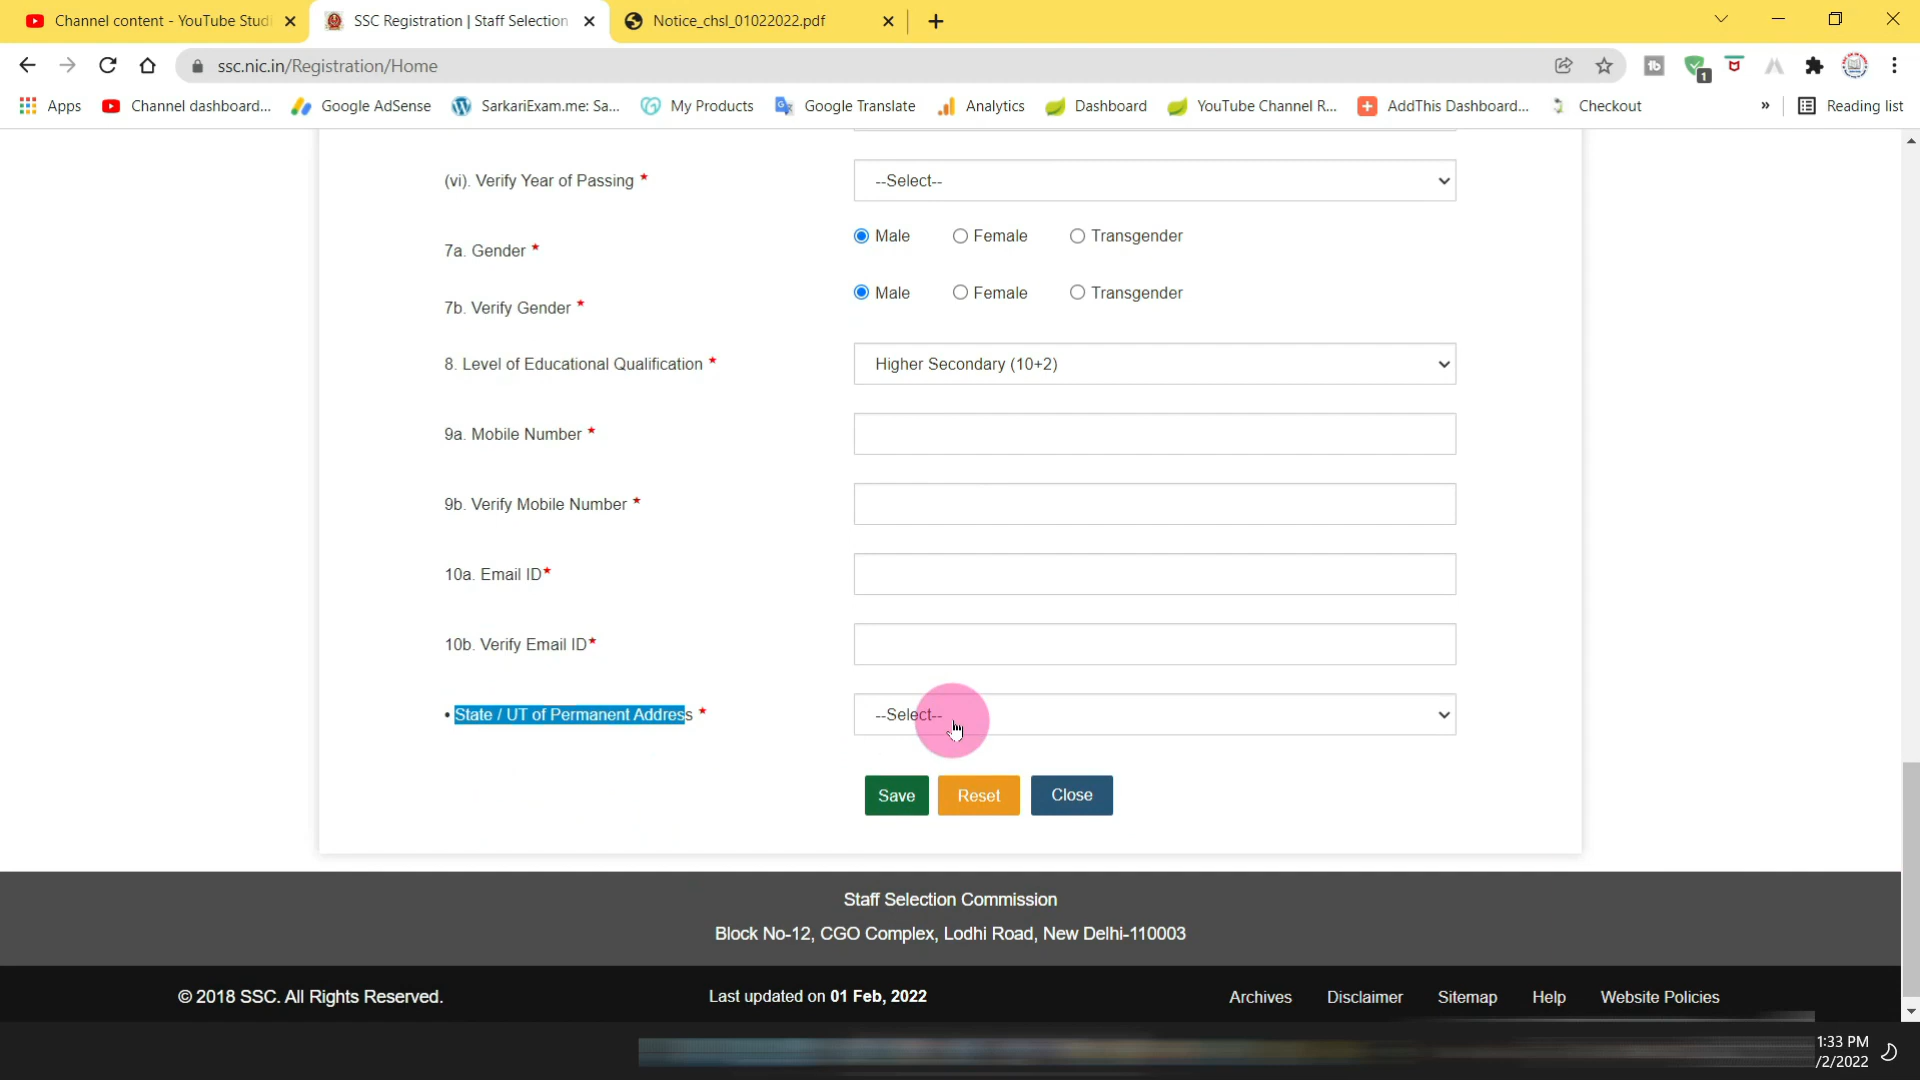 Channel content - YouTube Studi
SSC Registration | Staff Selection
Notice_chsl_01022022.pdf
ssc.nic.in/Registration/Home
1
Apps
Channel dashboard...
Google AdSense
SarkariExam.me: Sa...
My Products
Google Translate
Analytics
Dashboard
YouTube Channel R...
AddThis Dashboard...
Checkout
»
Reading list
(vi). Verify Year of Passing *
--Select--
7a. Gender *
Male
Female
Transgender
7b. Verify Gender *
Male
Female
Transgender
8. Level of Educational Qualification *
Higher Secondary (10+2)
9a. Mobile Number *
9b. Verify Mobile Number *
10a. Email ID*
10b. Verify Email ID*
• State / UT of Permanent Address *
--Select--
Save
Reset
Close
Staff Selection Commission
Block No-12, CGO Complex, Lodhi Road, New Delhi-110003
© 2018 SSC. All Rights Reserved.
Last updated on 01 Feb, 2022
Archives
Disclaimer
Sitemap
Help
Website Policies
1:33 PM
/2/2022